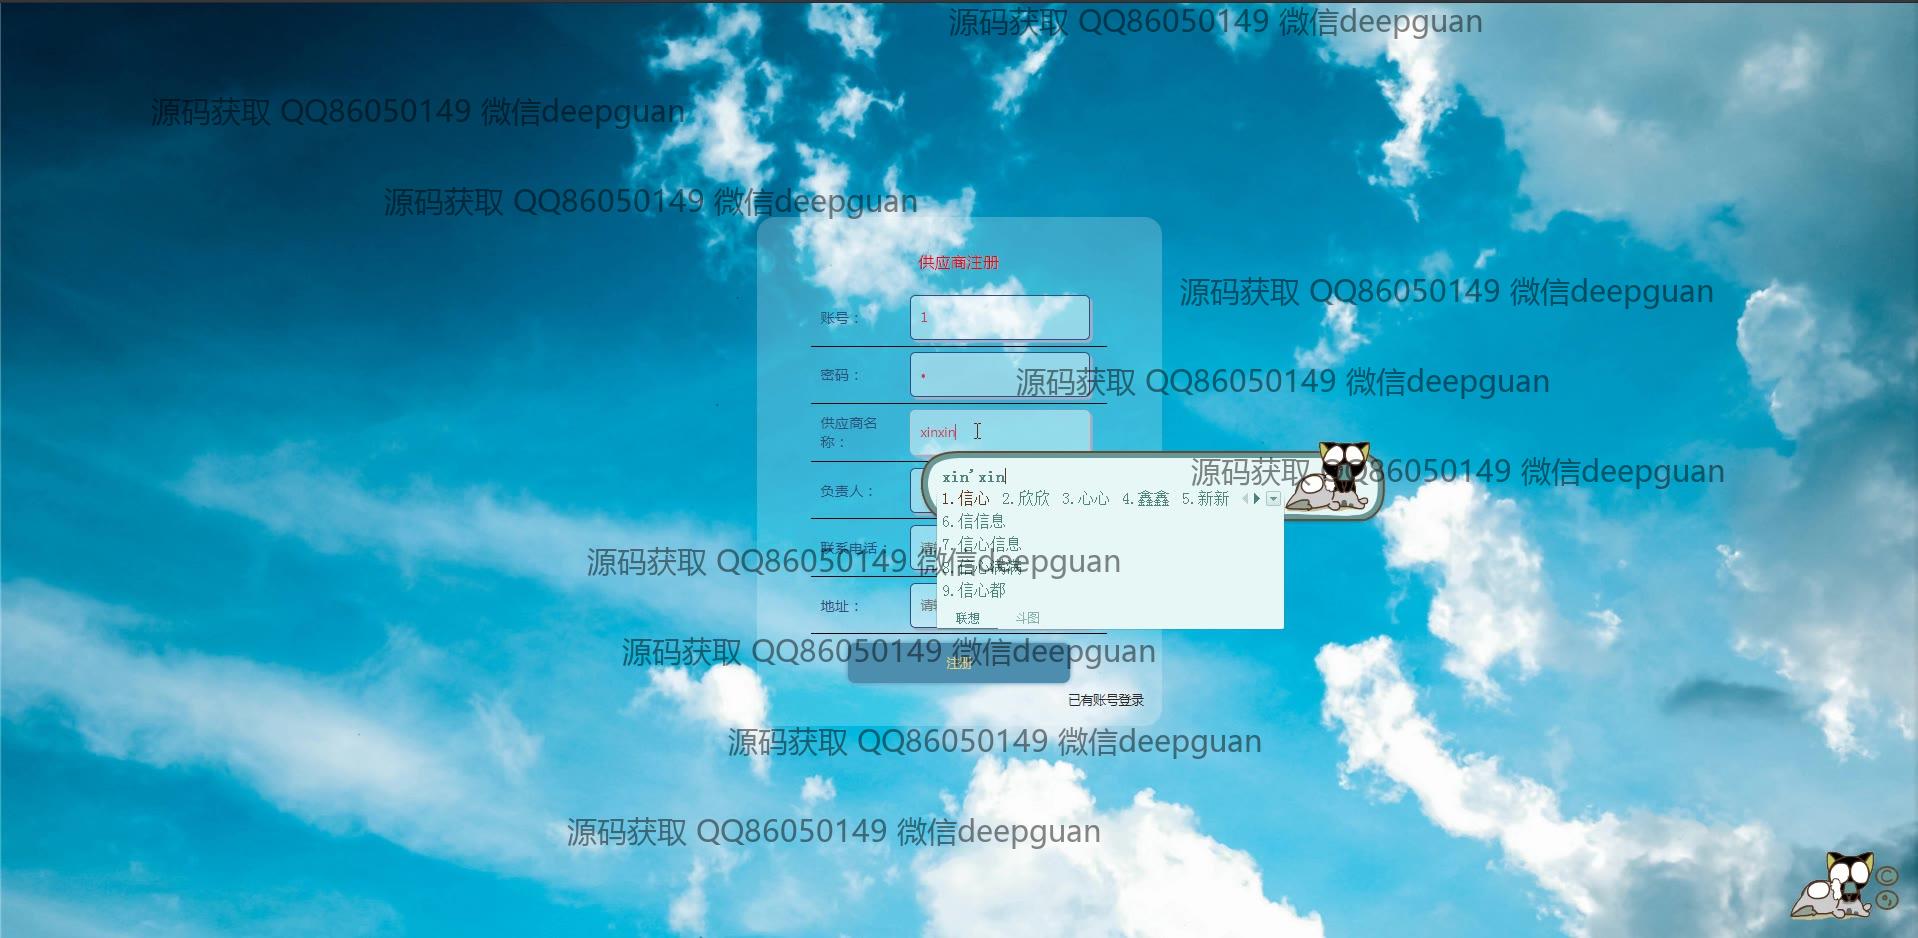 源码获取 QQ86050149 微信deepguan
源码获取 QQ86050149 微信deepguan
源码获取 QQ86050149 微信deepguan
供应商注册
源码获取 QQ86050149 微信deepguan
账号：
1
密码：
源码获取 QQ86050149 微信deepguan
供应商名
称：
xinxin
源码获取 QQ86050149 微信deepguan
xin'xin
负责人：
1.信心 2.欣欣 3.心心 4.鑫鑫 5.新新
6.信信息
7.信心信息
联系电话：
源码获取 QQ86050149 微信deepguan
8.信心满满
9.信心都
地址：
请
联想 斗图
源码获取 QQ86050149 微信deepguan
注册
已有账号登录
源码获取 QQ86050149 微信deepguan
源码获取 QQ86050149 微信deepguan